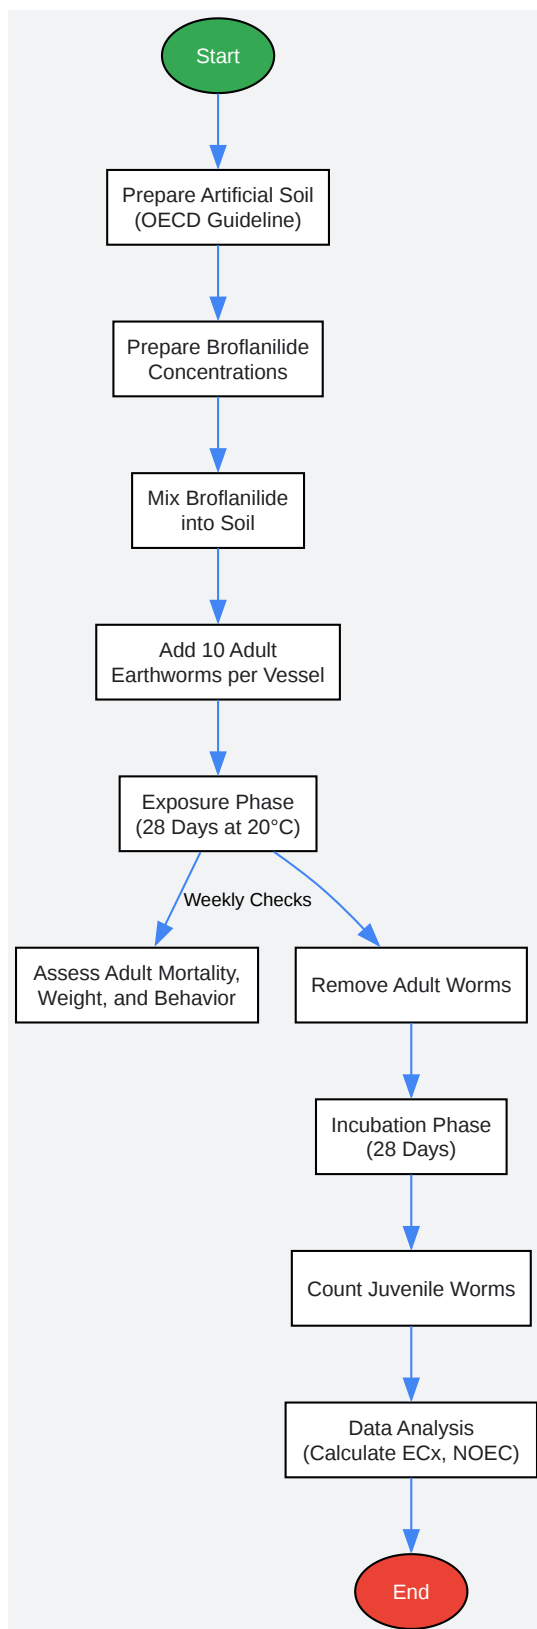 Start
Prepare Artificial Soil
(OECD Guideline)
Prepare Broflanilide
Concentrations
Mix Broflanilide
into Soil
Add 10 Adult
Earthworms per Vessel
Exposure Phase
(28 Days at 20°C)
Weekly Checks
Assess Adult Mortality,
Weight, and Behavior
Remove Adult Worms
Incubation Phase
(28 Days)
Count Juvenile Worms
Data Analysis
(Calculate ECx, NOEC)
End